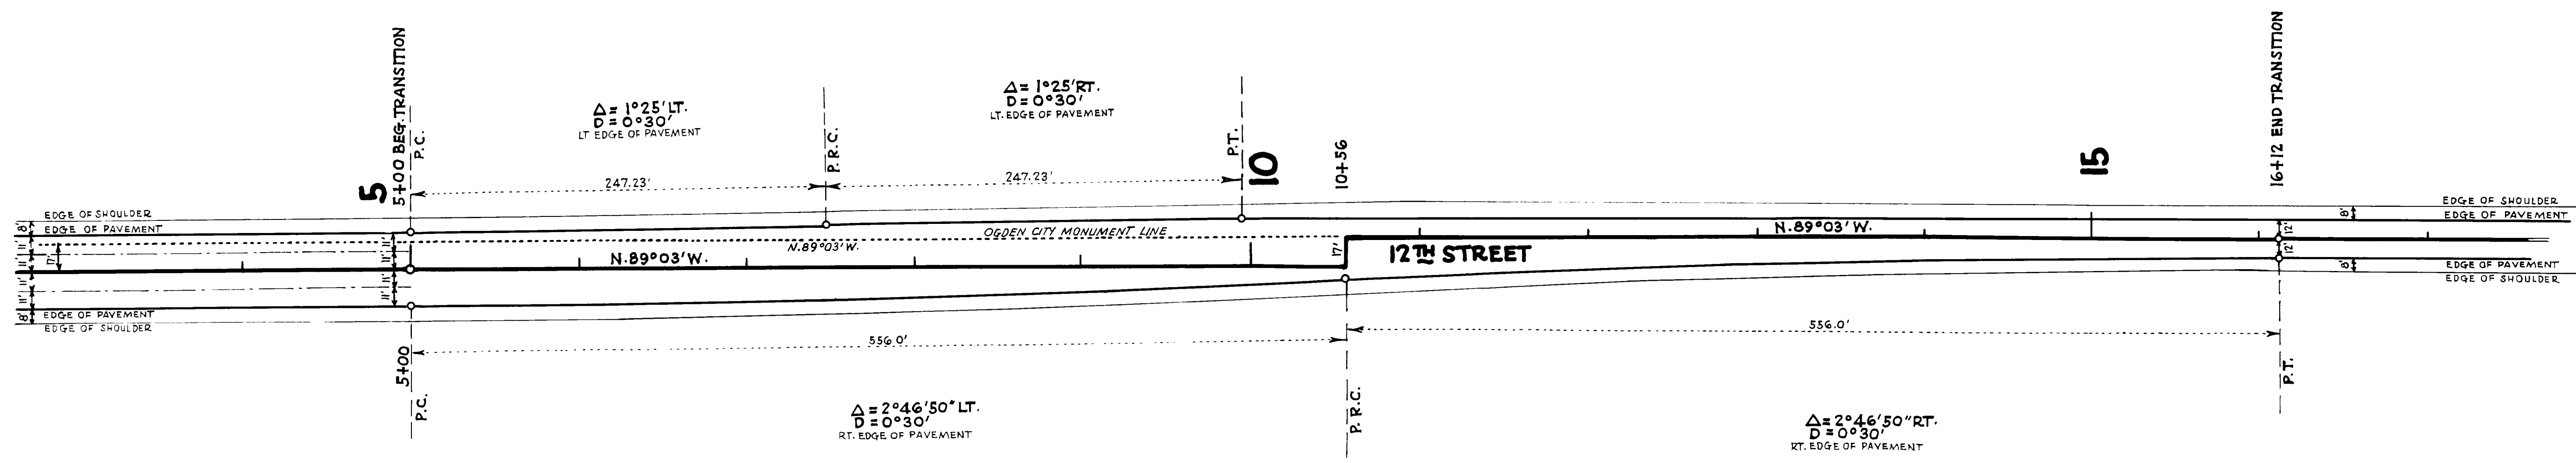 5+00 BEG. TRANSITION
P.C.
5
Δ = 1°25' LT.
D = 0°30'
LT EDGE OF PAVEMENT
P.R.C.
Δ = 1°25' RT.
D = 0°30'
LT. EDGE OF PAVEMENT
P.T.
10
10+56
15
16+12 END TRANSITION
247.23'
247.23'
EDGE OF SHOULDER
EDGE OF PAVEMENT
8'
11'
11'
11'
11'
8'
17'
11'
11'
11'
11'
OGDEN CITY MONUMENT LINE
N.89°03'W.
N.89°03'W.
17'
12TH STREET
N.89°03'W.
12'
12'
8'
8'
EDGE OF SHOULDER
EDGE OF PAVEMENT
EDGE OF PAVEMENT
EDGE OF SHOULDER
EDGE OF PAVEMENT
EDGE OF SHOULDER
556.0'
556.0'
5+00
P.C.
Δ = 2°46'50" LT.
D = 0°30'
RT. EDGE OF PAVEMENT
P.R.C.
Δ = 2°46'50" RT.
D = 0°30'
RT. EDGE OF PAVEMENT
P.T.